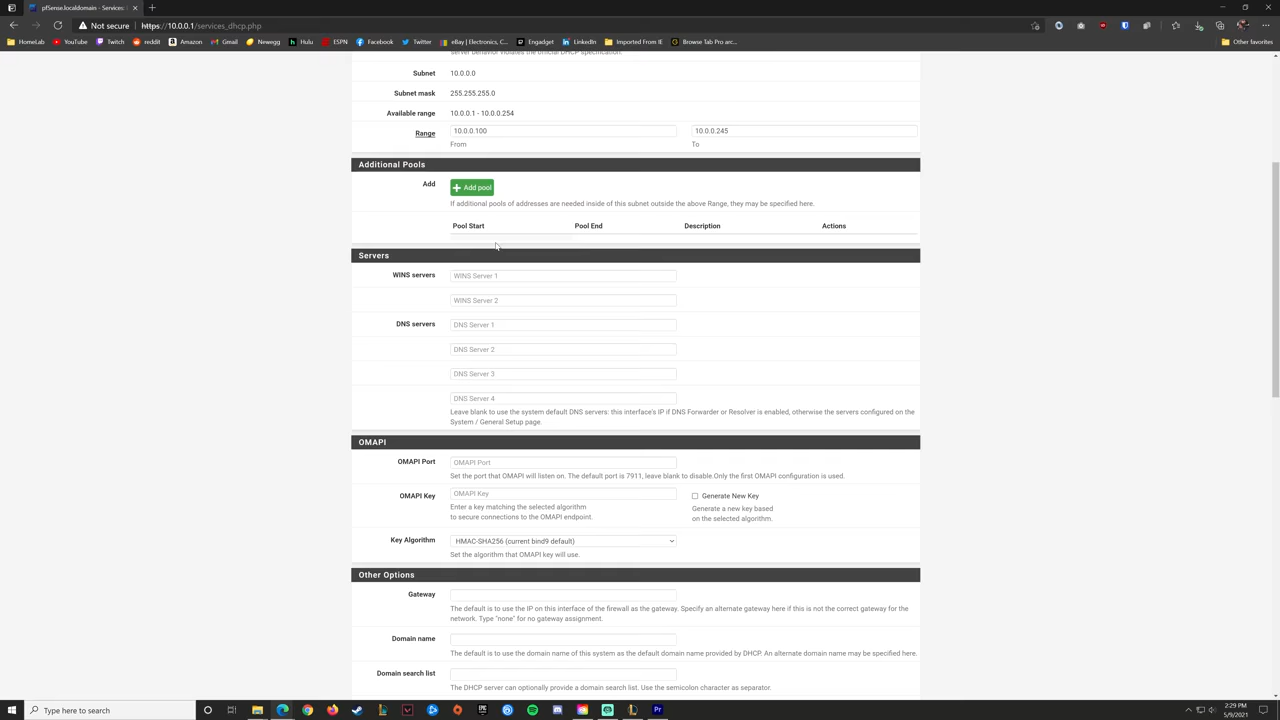 pfSense.localdomain - Services:
Not secure https://10.0.0.1/services_dhcp.php
HomeLab YouTube Twitch reddit Amazon Gmail Newegg Hulu ESPN Facebook Twitter eBay | Electronics, C... Engadget LinkedIn Imported From IE Browse Tab Pro arc... Other favorites
server behavior violates the official DHCP specification.
Subnet 10.0.0.0
Subnet mask 255.255.255.0
Available range 10.0.0.1 - 10.0.0.254
Range 10.0.0.100 10.0.0.245
From To
Additional Pools
Add Add pool
If additional pools of addresses are needed inside of this subnet outside the above Range, they may be specified here.
Pool Start Pool End Description Actions
Servers
WINS servers WINS Server 1
WINS Server 2
DNS servers DNS Server 1
DNS Server 2
DNS Server 3
DNS Server 4
Leave blank to use the system default DNS servers: this interface's IP if DNS Forwarder or Resolver is enabled, otherwise the servers configured on the
System / General Setup page.
OMAPI
OMAPI Port OMAPI Port
Set the port that OMAPI will listen on. The default port is 7911, leave blank to disable.Only the first OMAPI configuration is used.
OMAPI Key OMAPI Key Generate New Key
Enter a key matching the selected algorithm Generate a new key based
to secure connections to the OMAPI endpoint. on the selected algorithm.
Key Algorithm HMAC-SHA256 (current bind9 default)
Set the algorithm that OMAPI key will use.
Other Options
Gateway
The default is to use the IP on this interface of the firewall as the gateway. Specify an alternate gateway here if this is not the correct gateway for the
network. Type "none" for no gateway assignment.
Domain name
The default is to use the domain name of this system as the default domain name provided by DHCP. An alternate domain name may be specified here.
Domain search list
The DHCP server can optionally provide a domain search list. Use the semicolon character as separator.
Type here to search
2:29 PM
5/9/2021